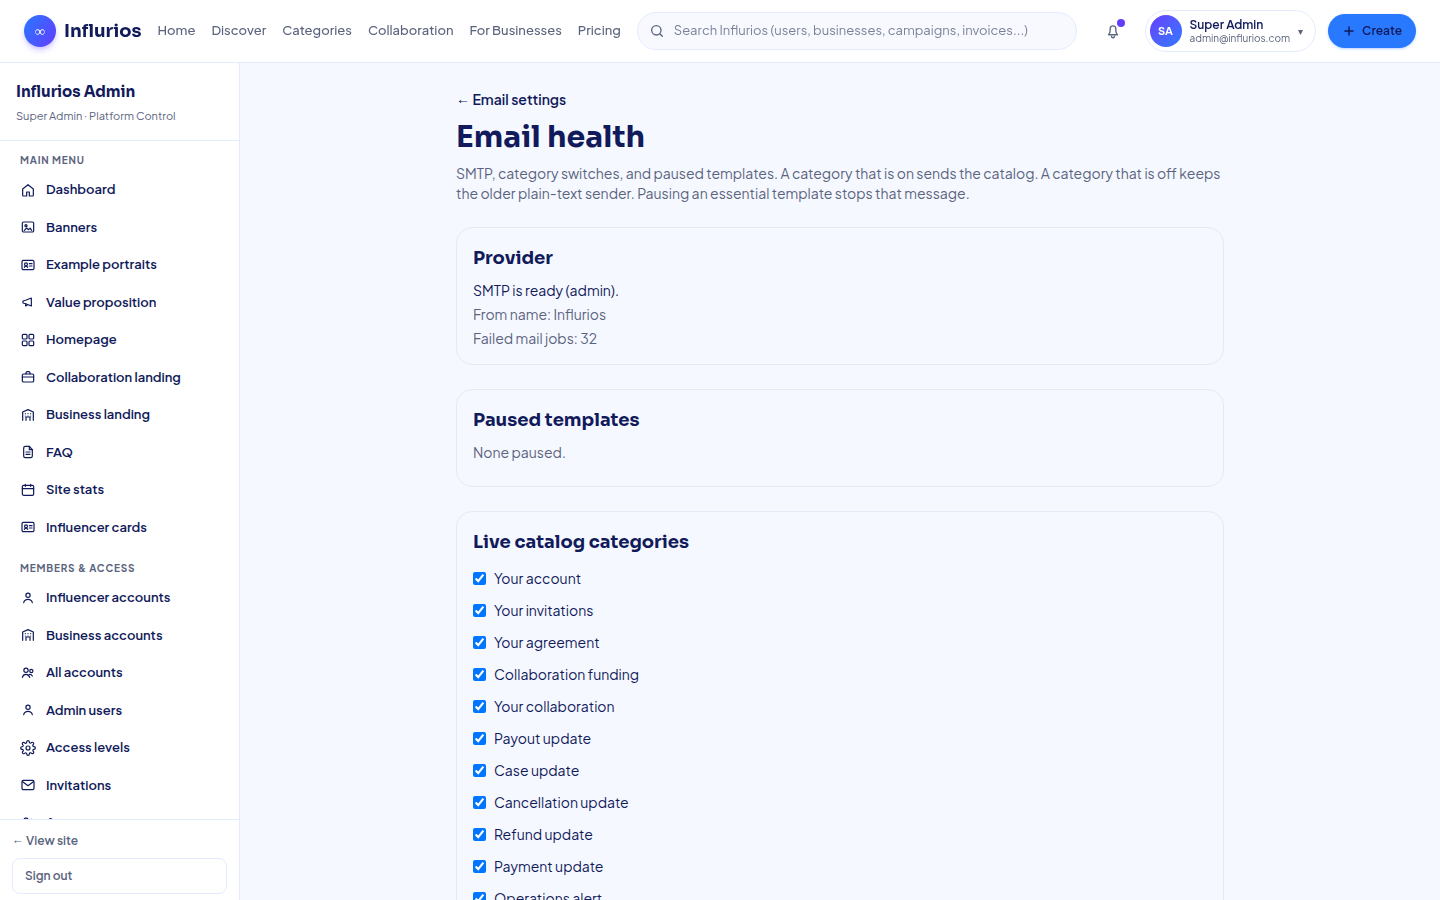 Influrios
Home
Discover
Categories
Collaboration
For Businesses
Pricing
Search Influrios (users, businesses, campaigns, invoices...)
SA
Super Admin
admin@influrios.com
Create
Influrios Admin
Super Admin · Platform Control
MAIN MENU
Dashboard
Banners
Example portraits
Value proposition
Homepage
Collaboration landing
Business landing
FAQ
Site stats
Influencer cards
MEMBERS & ACCESS
Influencer accounts
Business accounts
All accounts
Admin users
Access levels
Invitations
← View site
Sign out
← Email settings
Email health
SMTP, category switches, and paused templates. A category that is on sends the catalog. A category that is off keeps
the older plain-text sender. Pausing an essential template stops that message.
Provider
SMTP is ready (admin).
From name: Influrios
Failed mail jobs: 32
Paused templates
None paused.
Live catalog categories
Your account
Your invitations
Your agreement
Collaboration funding
Your collaboration
Payout update
Case update
Cancellation update
Refund update
Payment update
Operations alert